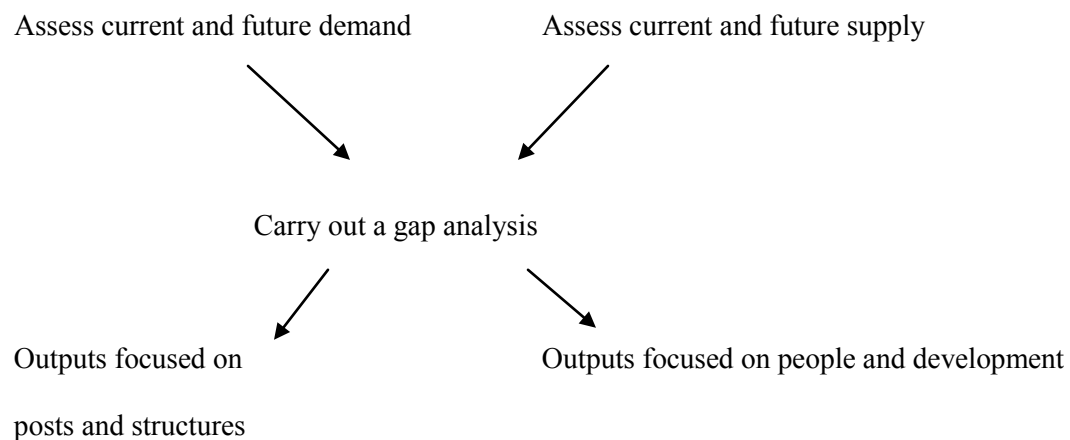 Assess current and future demand
Assess current and future supply
Carry out a gap analysis
Outputs focused on
posts and structures
Outputs focused on people and development